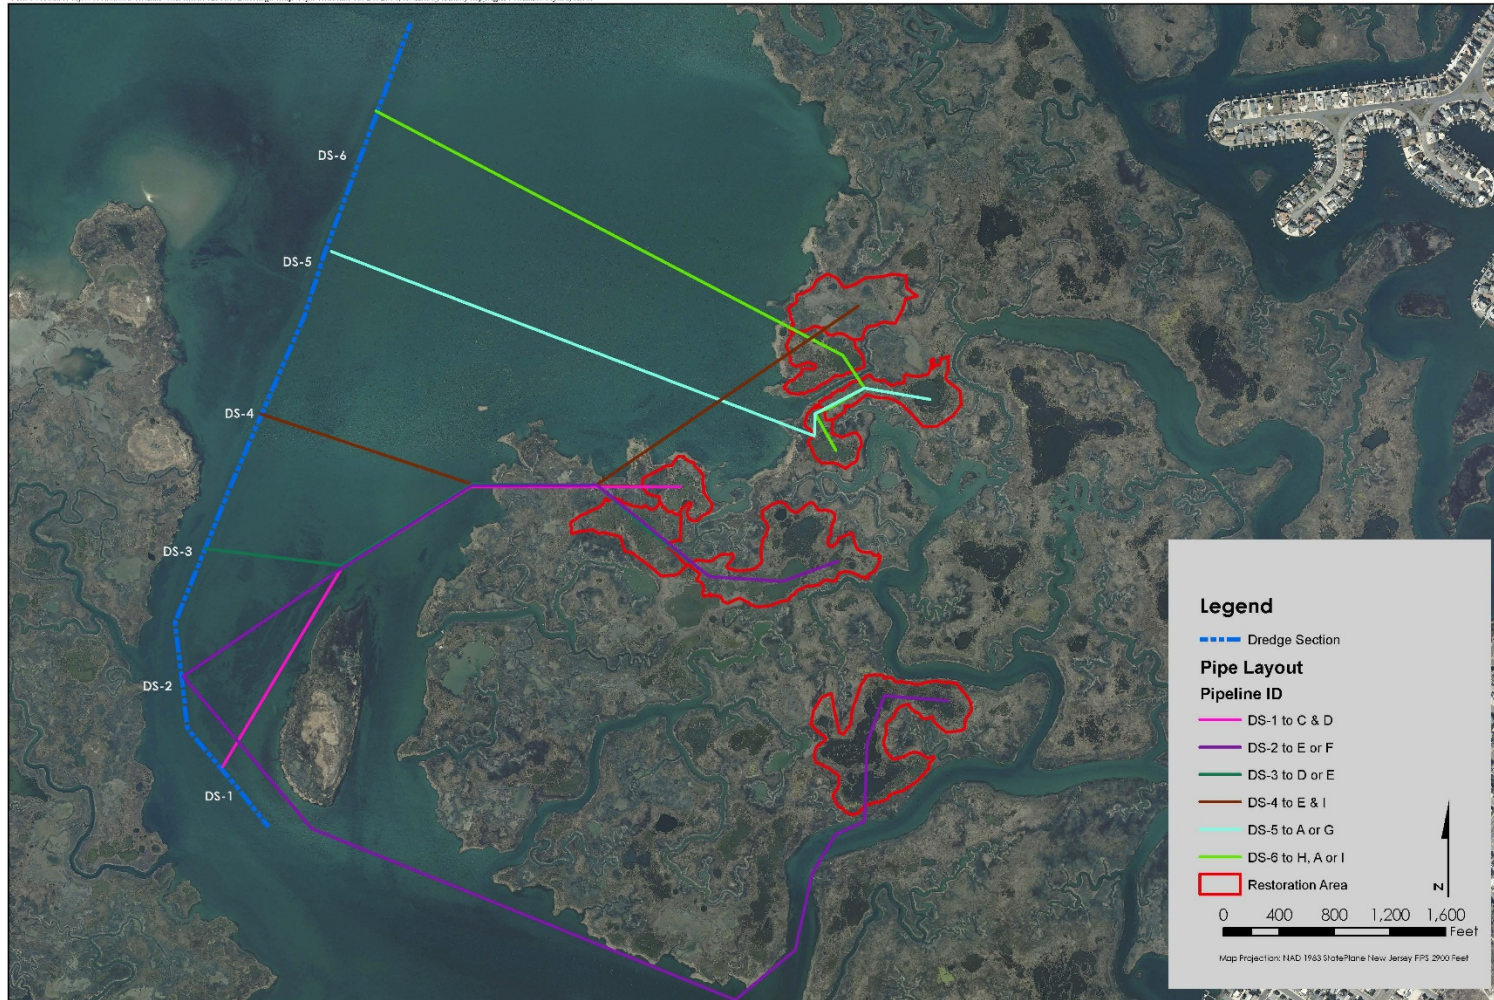 DS-6
DS-5
DS-4
DS-3
DS-2
DS-1
Legend
Dredge Section
Pipe Layout
Pipeline ID
DS-1 to C & D
DS-2 to E or F
DS-3 to D or E
DS-4 to E & I
DS-5 to A or G
DS-6 to H, A or I
Restoration Area
N
0 400 800 1,200 1,600
Feet
Map Projection: NAD 1983 StatePlane New Jersey FIPS 2900 Feet